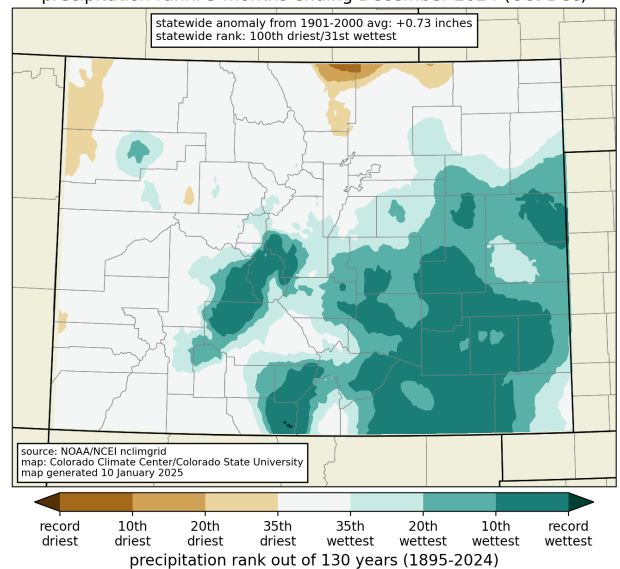 statewide anomaly from 1901-2000 avg: +0.73 inches
statewide rank: 100th driest/31st wettest
source: NOAA/NCEI nclimgrid
map: Colorado Climate Center/Colorado State University
map generated 10 January 2025
record driest
10th driest
20th driest
35th driest
35th wettest
20th wettest
10th wettest
record wettest
precipitation rank out of 130 years (1895-2024)